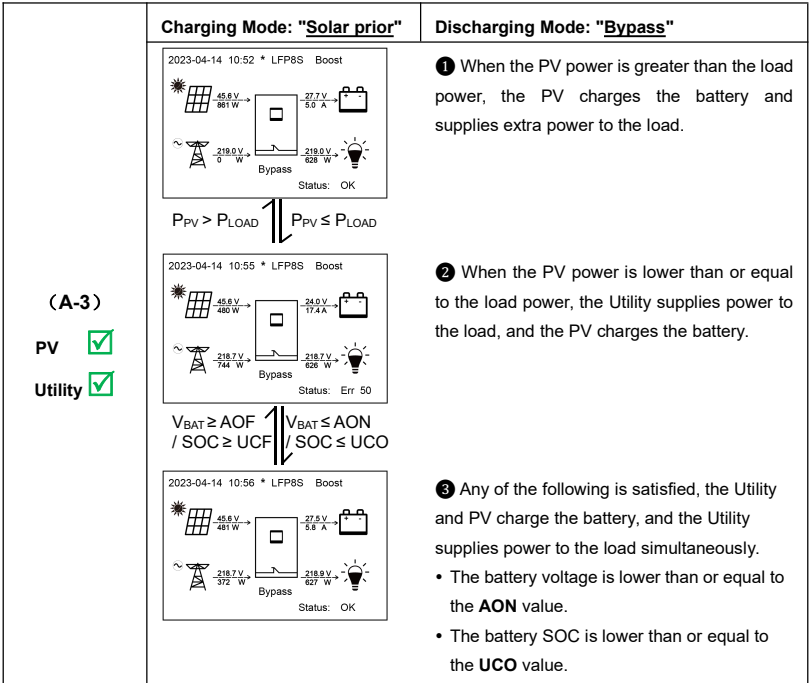 Charging Mode: "Solar prior"
Discharging Mode: "Bypass"
（A-3）
PV
Utility
2023-04-14 10:52 * LFP8S Boost
45.6 V
861 W
27.7 V
5.0 A
+ -
219.0 V
0 W
219.0 V
628 W
Bypass
Status: OK
❶ When the PV power is greater than the load
power, the PV charges the battery and
supplies extra power to the load.
PPV > PLOAD
PPV ≤ PLOAD
2023-04-14 10:55 * LFP8S Boost
45.6 V
480 W
24.0 V
17.4 A
+ -
218.7 V
744 W
218.7 V
626 W
Bypass
Status: Err 50
❷ When the PV power is lower than or equal
to the load power, the Utility supplies power to
the load, and the PV charges the battery.
VBAT ≥ AOF
/ SOC ≥ UCF
VBAT ≤ AON
/ SOC ≤ UCO
2023-04-14 10:56 * LFP8S Boost
45.6 V
481 W
27.5 V
5.8 A
+ -
218.7 V
372 W
218.9 V
627 W
Bypass
Status: OK
❸ Any of the following is satisfied, the Utility
and PV charge the battery, and the Utility
supplies power to the load simultaneously.
• The battery voltage is lower than or equal to
the AON value.
• The battery SOC is lower than or equal to
the UCO value.